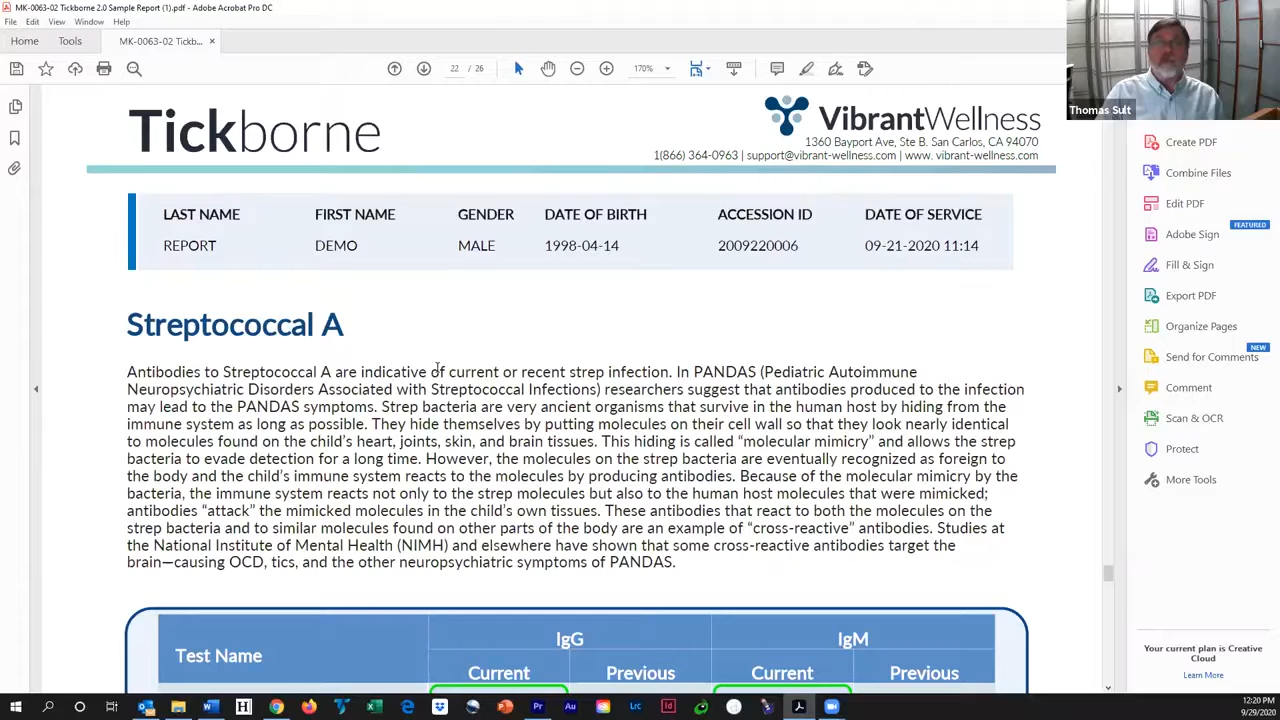 MK-0063-02 Tickborne 2.0 Sample Report (1).pdf - Adobe Acrobat Pro DC
File Edit View Window Help
Home Tools MK-0063-02 Tickb... ×
22 / 26 170%
Thomas Sult
Tickborne
VibrantWellness
1360 Bayport Ave, Ste B. San Carlos, CA 94070
1(866) 364-0963 | support@vibrant-wellness.com | www. vibrant-wellness.com
LAST NAME FIRST NAME GENDER DATE OF BIRTH ACCESSION ID DATE OF SERVICE
REPORT DEMO MALE 1998-04-14 2009220006 09-21-2020 11:14
Streptococcal A
Antibodies to Streptococcal A are indicative of current or recent strep infection. In PANDAS (Pediatric Autoimmune
Neuropsychiatric Disorders Associated with Streptococcal Infections) researchers suggest that antibodies produced to the infection
may lead to the PANDAS symptoms. Strep bacteria are very ancient organisms that survive in the human host by hiding from the
immune system as long as possible. They hide themselves by putting molecules on their cell wall so that they look nearly identical
to molecules found on the child's heart, joints, skin, and brain tissues. This hiding is called “molecular mimicry” and allows the strep
bacteria to evade detection for a long time. However, the molecules on the strep bacteria are eventually recognized as foreign to
the body and the child's immune system reacts to the molecules by producing antibodies. Because of the molecular mimicry by the
bacteria, the immune system reacts not only to the strep molecules but also to the human host molecules that were mimicked;
antibodies “attack” the mimicked molecules in the child's own tissues. These antibodies that react to both the molecules on the
strep bacteria and to similar molecules found on other parts of the body are an example of “cross-reactive” antibodies. Studies at
the National Institute of Mental Health (NIMH) and elsewhere have shown that some cross-reactive antibodies target the
brain—causing OCD, tics, and the other neuropsychiatric symptoms of PANDAS.
Test Name IgG IgM
Current Previous Current Previous
Create PDF
Combine Files
Edit PDF
FEATURED
Adobe Sign
Fill & Sign
Export PDF
Organize Pages
NEW
Send for Comments
Comment
Scan & OCR
Protect
More Tools
Your current plan is Creative
Cloud
Learn More
12:20 PM
9/29/2020